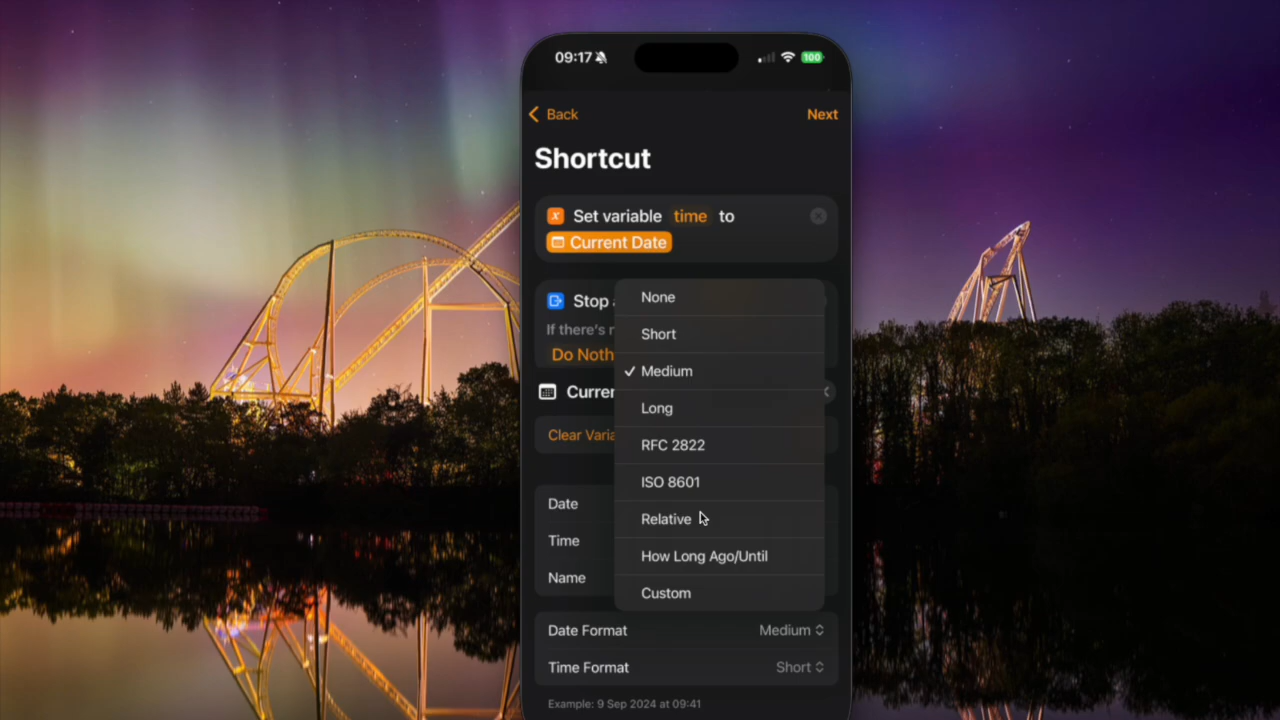 09:17
100
Back
Next
Shortcut
Set variable time to
Current Date
Stop
If there's
Do Noth
None
Short
Medium
Long
RFC 2822
ISO 8601
Relative
How Long Ago/Until
Custom
Curre
Clear Varia
Date
Time
Name
Date Format Medium
Time Format Short
Example: 9 Sep 2024 at 09:41